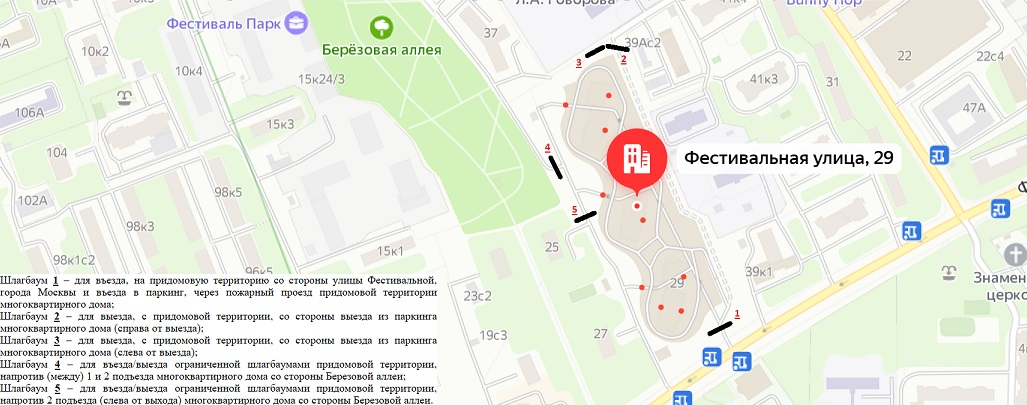 Л.А. Говорова
Bunny Hop
Фестиваль Парк
Берёзовая аллея
37
39Ас2
10к2
22
22с4
10к4
15к24/3
41к3
31
3
2
106А
47А
15к3
104
4
Фестивальная улица, 29
98к5
5
98к3
25
98к1с2
15к1
39к1
96к5
29
Знамен
церко
23с2
19с3
27
1
Шлагбаум 1 – для въезда, на придомовую территорию со стороны улицы Фестивальной,
города Москвы и въезда в паркинг, через пожарный проезд придомовой территории
многоквартирного дома;
Шлагбаум 2 – для выезда, с придомовой территории, со стороны выезда из паркинга
многоквартирного дома (справа от выезда);
Шлагбаум 3 – для выезда, с придомовой территории, со стороны выезда из паркинга
многоквартирного дома (слева от выезда);
Шлагбаум 4 – для въезда/выезда ограниченной шлагбаумами придомовой территории,
напротив (между) 1 и 2 подъезда многоквартирного дома со стороны Березовой аллеи;
Шлагбаум 5 – для въезда/выезда ограниченной шлагбаумами придомовой территории,
напротив 2 подъезда (слева от выхода) многоквартирного дома со стороны Березовой аллеи.